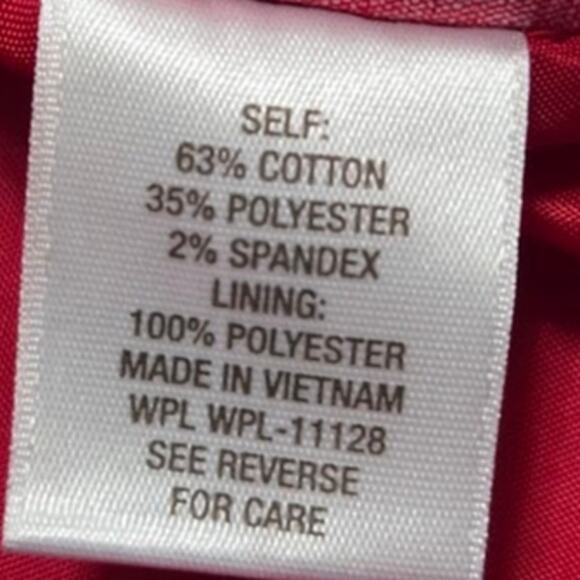 SELF:
63% COTTON
35% POLYESTER
2% SPANDEX
LINING:
100% POLYESTER
MADE IN VIETNAM
WPL WPL-11128
SEE REVERSE
FOR CARE